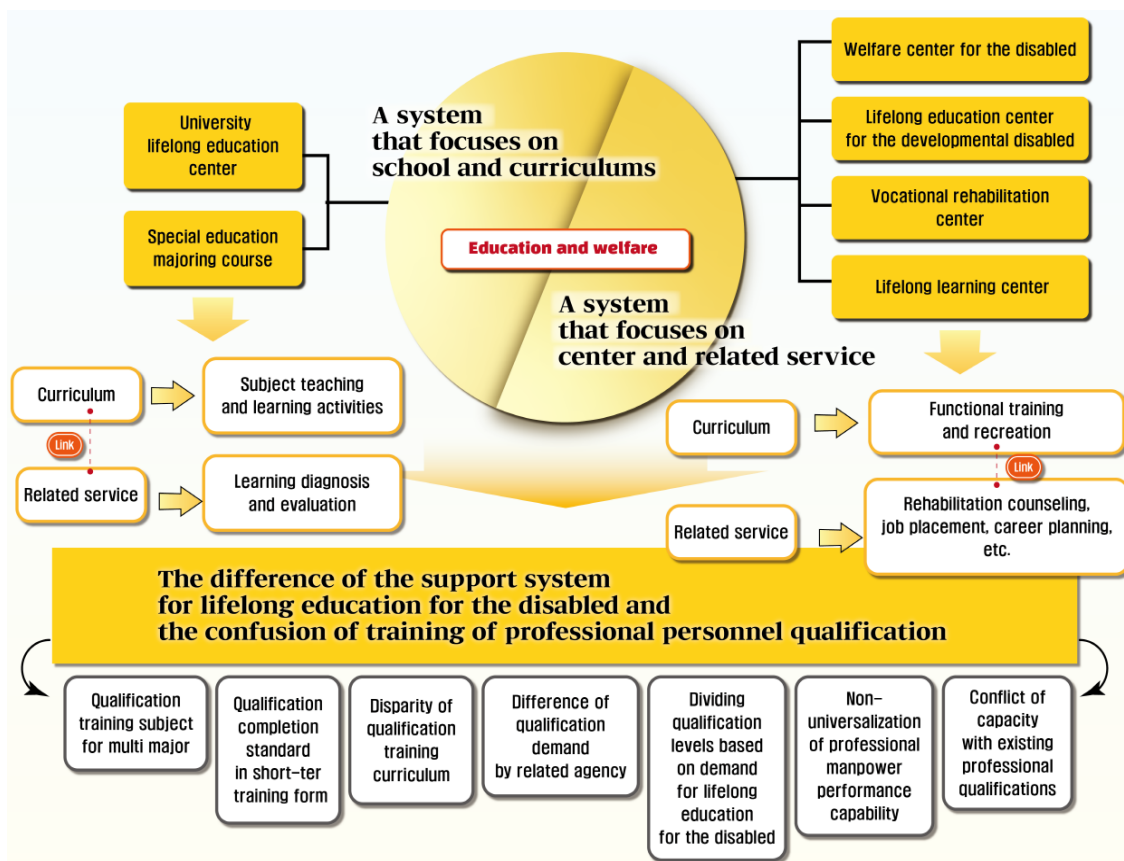 University
lifelong education
center
Special education
majoring course
A system
that focuses on
school and curriculums
Education and welfare
A system
that focuses on
center and related service
Welfare center for the disabled
Lifelong education center
for the developmental disabled
Vocational rehabilitation
center
Lifelong learning center
Curriculum
Subject teaching
and learning activities
Link
Related service
Learning diagnosis
and evaluation
Curriculum
Functional training
and recreation
Link
Related service
Rehabilitation counseling,
job placement, career planning,
etc.
The difference of the support system
for lifelong education for the disabled and
the confusion of training of professional personnel qualification
Qualification
training subject
for multi major
Qualification
completion
standard
in short-ter
training form
Disparity of
qualification
training
curriculum
Difference of
qualification
demand
by related agency
Dividing
qualification
levels based
on demand
for lifelong
education
for the disabled
Non-
universalization
of professional
manpower
performance
capability
Conflict of
capacity
with existing
professional
qualifications